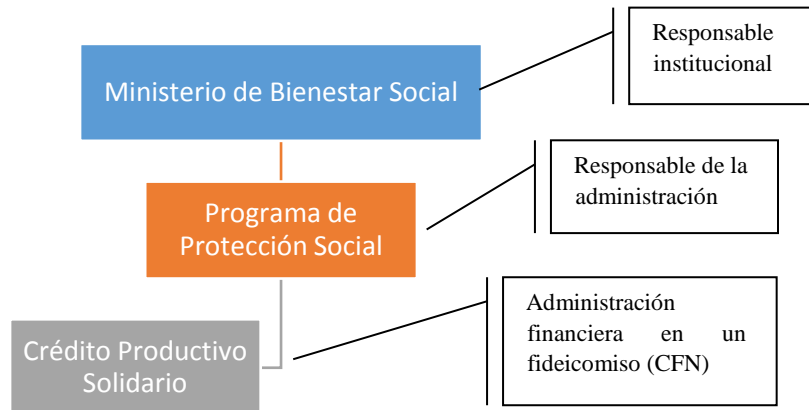 Responsable
institucional
Ministerio de Bienestar Social
Responsable de la
administración
Programa de
Protección Social
Administración
financiera en un
fideicomiso (CFN)
Crédito Productivo
Solidario